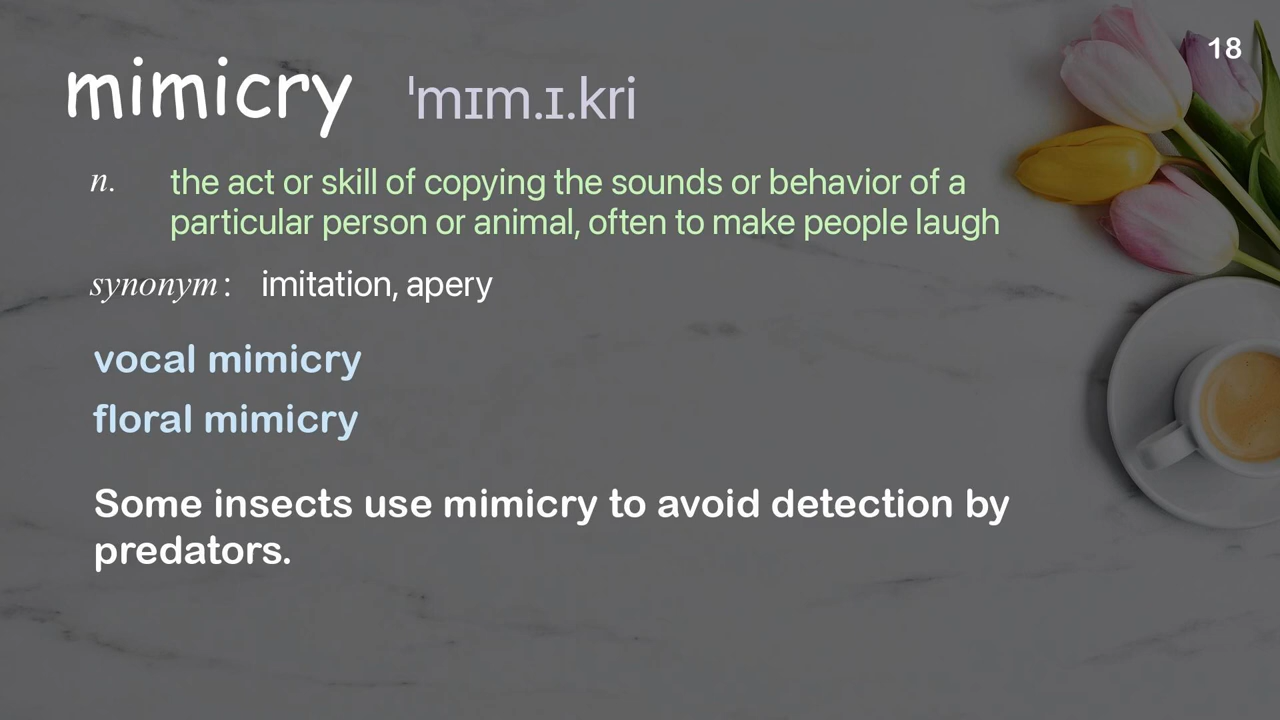 18
mimicry ˈmɪm.ɪ.kri
n. the act or skill of copying the sounds or behavior of a
particular person or animal, often to make people laugh
synonym: imitation, apery
vocal mimicry
floral mimicry
Some insects use mimicry to avoid detection by
predators.